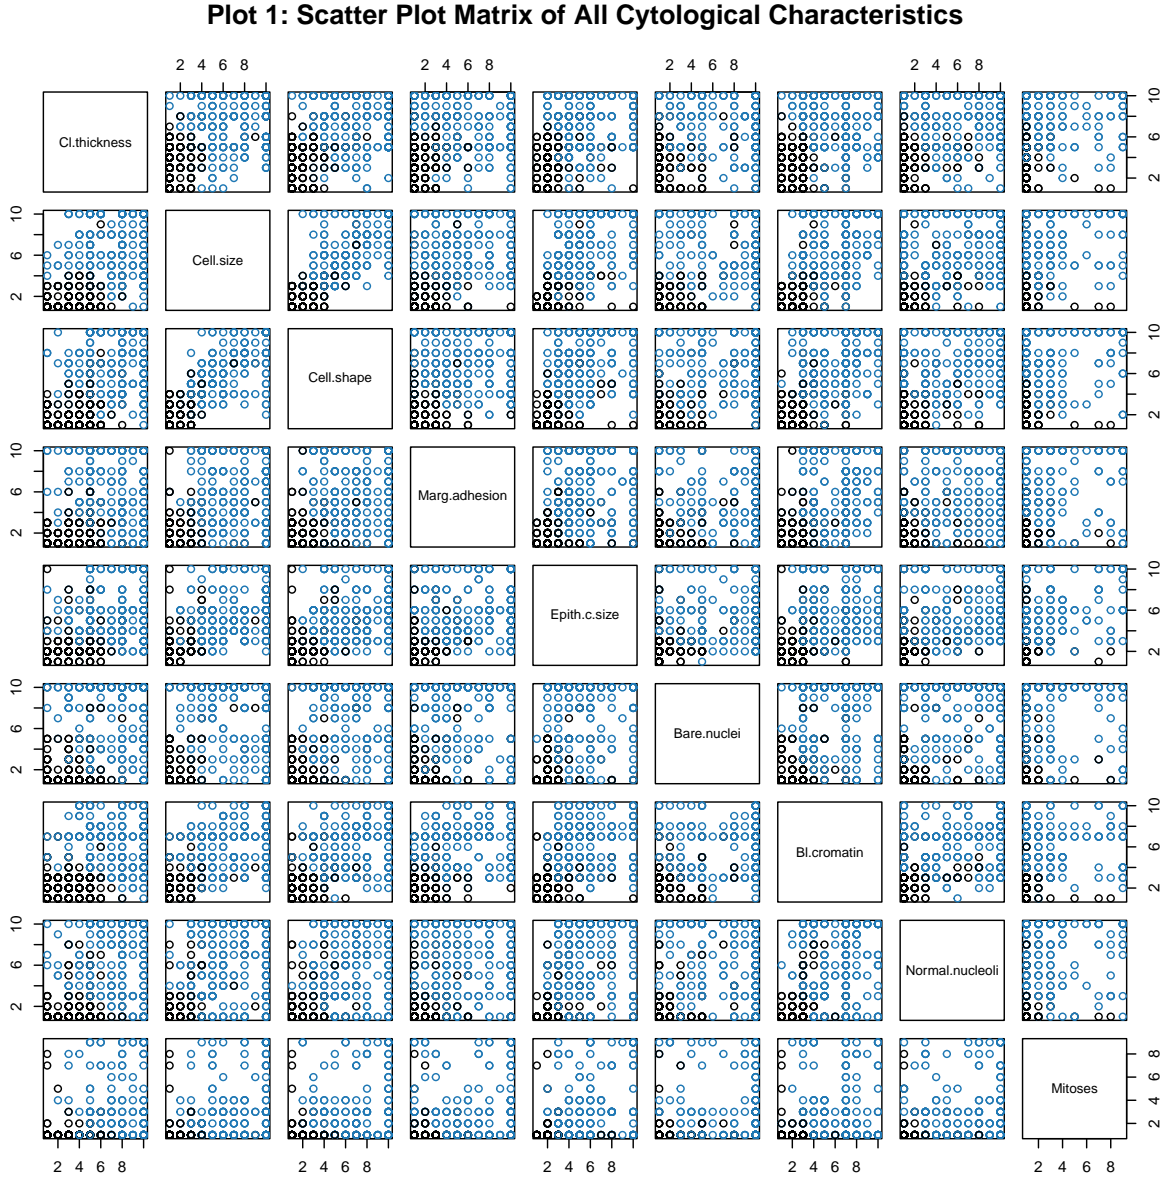 Plot 1: Scatter Plot Matrix of All Cytological Characteristics
2 4 6 8
2 4 6 8
2 4 6 8
2 4 6 8
Cl.thickness
2 6 10
2 6 10
Cell.size
Cell.shape
2 6 10
2 6 10
Marg.adhesion
Epith.c.size
2 6 10
2 6 10
Bare.nuclei
Bl.cromatin
2 6 10
2 6 10
Normal.nucleoli
Mitoses
2 4 6 8
2 4 6 8
2 4 6 8
2 4 6 8
2 4 6 8
2 4 6 8